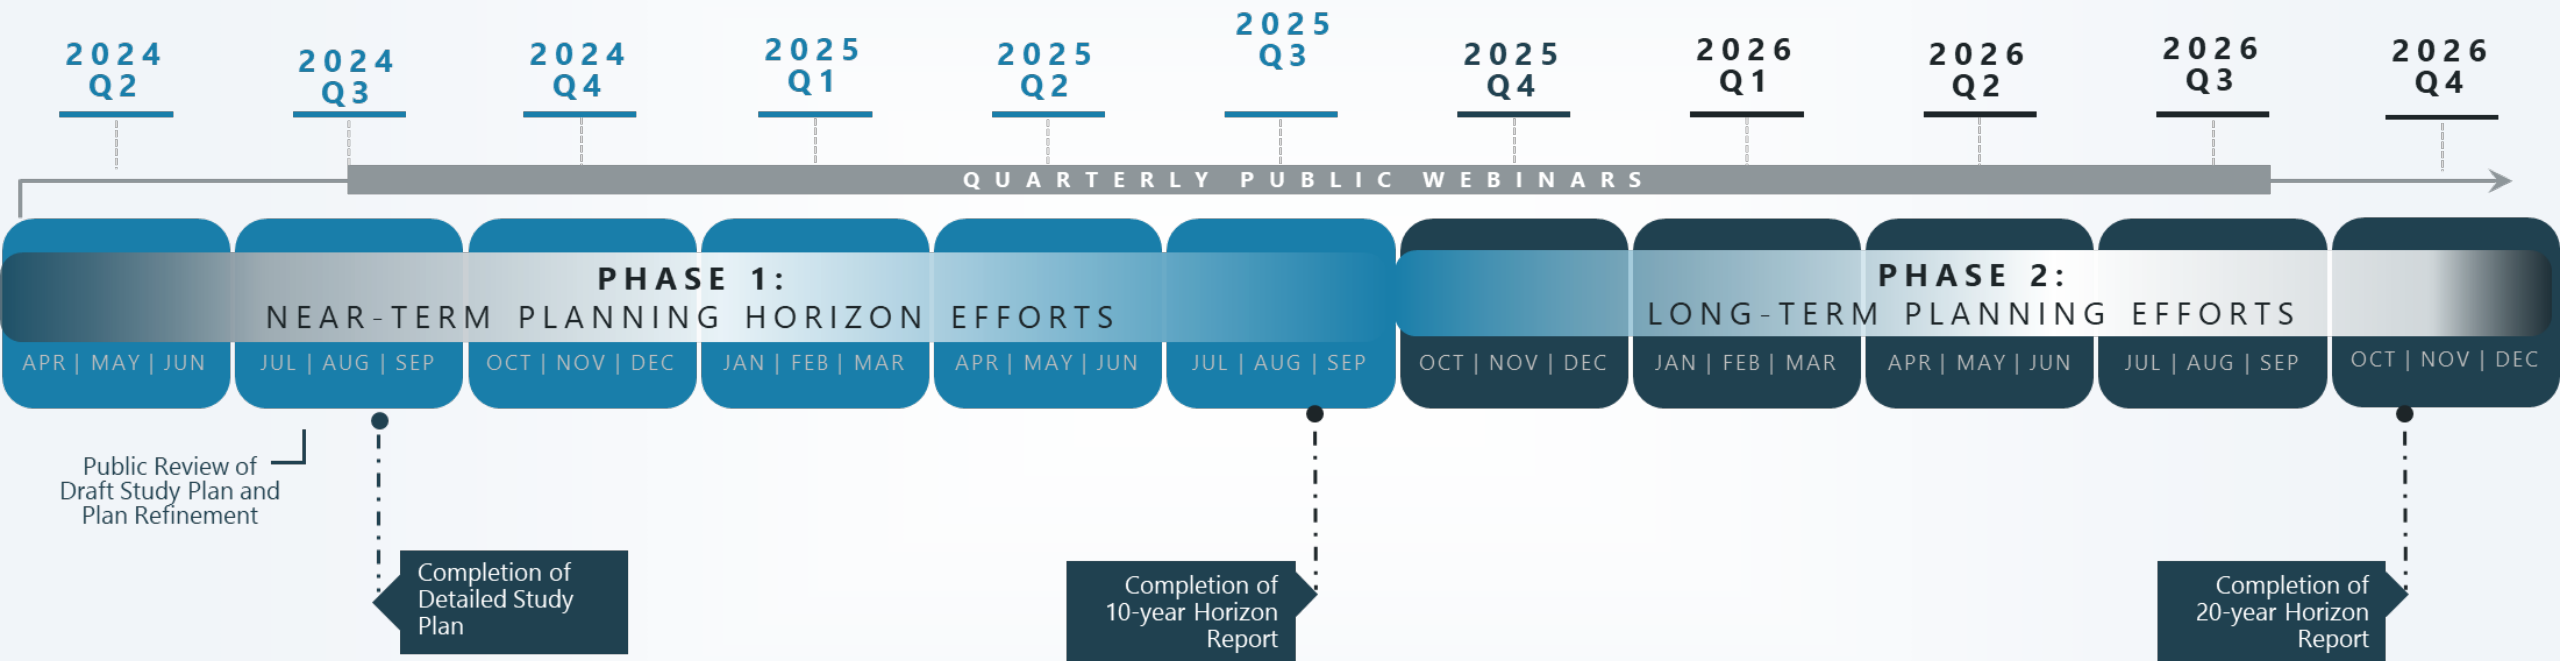 2024
Q2
2024
Q3
2024
Q4
2025
Q1
2025
Q2
2025
Q3
2025
Q4
2026
Q1
2026
Q2
2026
Q3
2026
Q4
QUARTERLY PUBLIC WEBINARS
PHASE 1:
NEAR-TERM PLANNING HORIZON EFFORTS
PHASE 2:
LONG-TERM PLANNING EFFORTS
APR | MAY | JUN
JUL | AUG | SEP
OCT | NOV | DEC
JAN | FEB | MAR
APR | MAY | JUN
JUL | AUG | SEP
OCT | NOV | DEC
JAN | FEB | MAR
APR | MAY | JUN
JUL | AUG | SEP
OCT | NOV | DEC
Public Review of
Draft Study Plan and
Plan Refinement
Completion of
Detailed Study
Plan
Completion of
10-year Horizon
Report
Completion of
20-year Horizon
Report